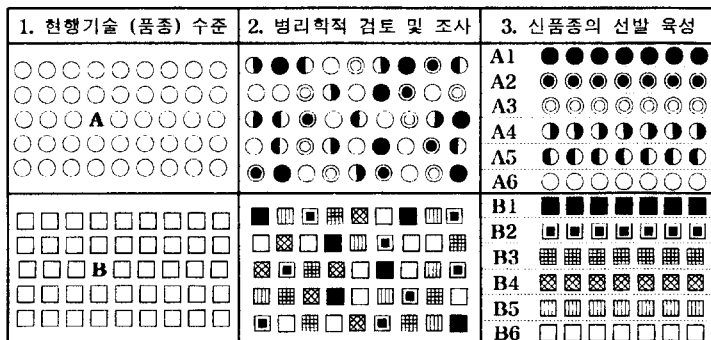 1. 현행기술 (품종) 수준
2. 병리학적 검토 및 조사
3. 신품종의 선발 육성
A
B
A1
A2
A3
A4
A5
A6
B1
B2
B3
B4
B5
B6